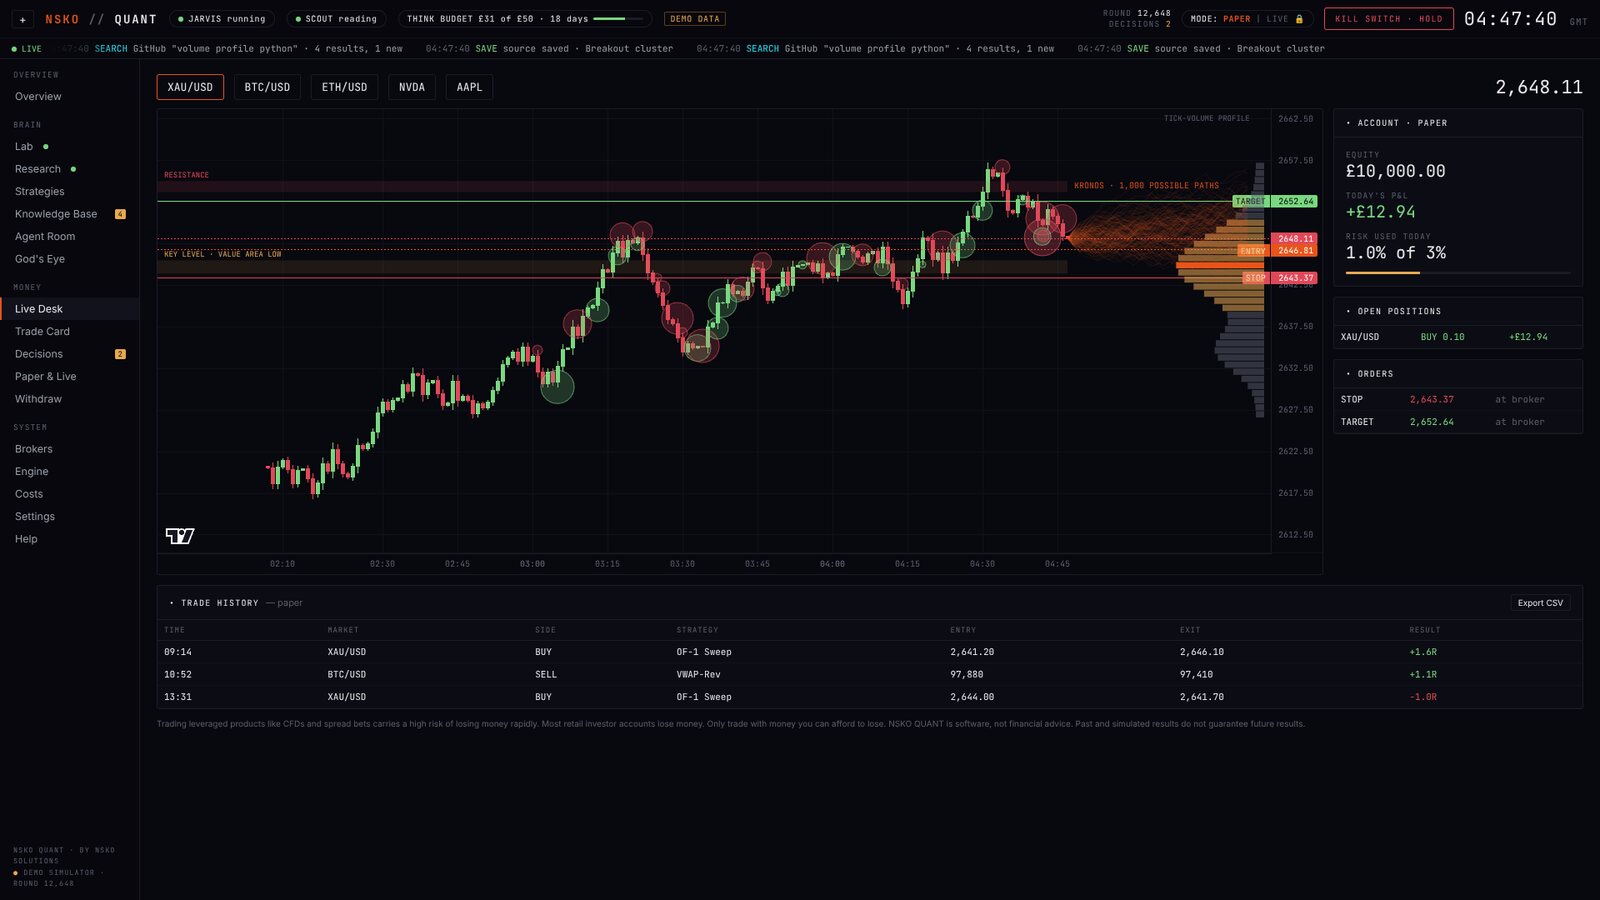 + NSKO // QUANT JARVIS running SCOUT reading THINK BUDGET £31 of £50 · 18 days DEMO DATA ROUND 12,648 DECISIONS 2 MODE: PAPER | LIVE KILL SWITCH · HOLD 04:47:40 GMT
LIVE 47:40 SEARCH GitHub "volume profile python" · 4 results, 1 new 04:47:40 SAVE source saved · Breakout cluster 04:47:40 SEARCH GitHub "volume profile python" · 4 results, 1 new 04:47:40 SAVE source saved · Breakout cluster
OVERVIEW
Overview
BRAIN
Lab
Research
Strategies
Knowledge Base 4
Agent Room
God's Eye
MONEY
Live Desk
Trade Card
Decisions 2
Paper & Live
Withdraw
SYSTEM
Brokers
Engine
Costs
Settings
Help
NSKO QUANT · BY NSKO
SOLUTIONS
DEMO SIMULATOR ·
ROUND 12,648
XAU/USD BTC/USD ETH/USD NVDA AAPL 2,648.11
TICK-VOLUME PROFILE 2662.50
2657.50
RESISTANCE
KRONOS · 1,000 POSSIBLE PATHS
TARGET 2652.64
2648.11
KEY LEVEL · VALUE AREA LOW ENTRY 2646.81
STOP 2643.37
2642.50
2637.50
2632.50
2627.50
2622.50
2617.50
2612.50
02:10 02:30 02:45 03:00 03:15 03:30 03:45 04:00 04:15 04:30 04:45
· ACCOUNT · PAPER
EQUITY
£10,000.00
TODAY'S P&L
+£12.94
RISK USED TODAY
1.0% of 3%
· OPEN POSITIONS
XAU/USD BUY 0.10 +£12.94
· ORDERS
STOP 2,643.37 at broker
TARGET 2,652.64 at broker
· TRADE HISTORY — paper Export CSV
TIME MARKET SIDE STRATEGY ENTRY EXIT RESULT
09:14 XAU/USD BUY OF-1 Sweep 2,641.20 2,646.10 +1.6R
10:52 BTC/USD SELL VWAP-Rev 97,880 97,410 +1.1R
13:31 XAU/USD BUY OF-1 Sweep 2,644.00 2,641.70 -1.0R
Trading leveraged products like CFDs and spread bets carries a high risk of losing money rapidly. Most retail investor accounts lose money. Only trade with money you can afford to lose. NSKO QUANT is software, not financial advice. Past and simulated results do not guarantee future results.